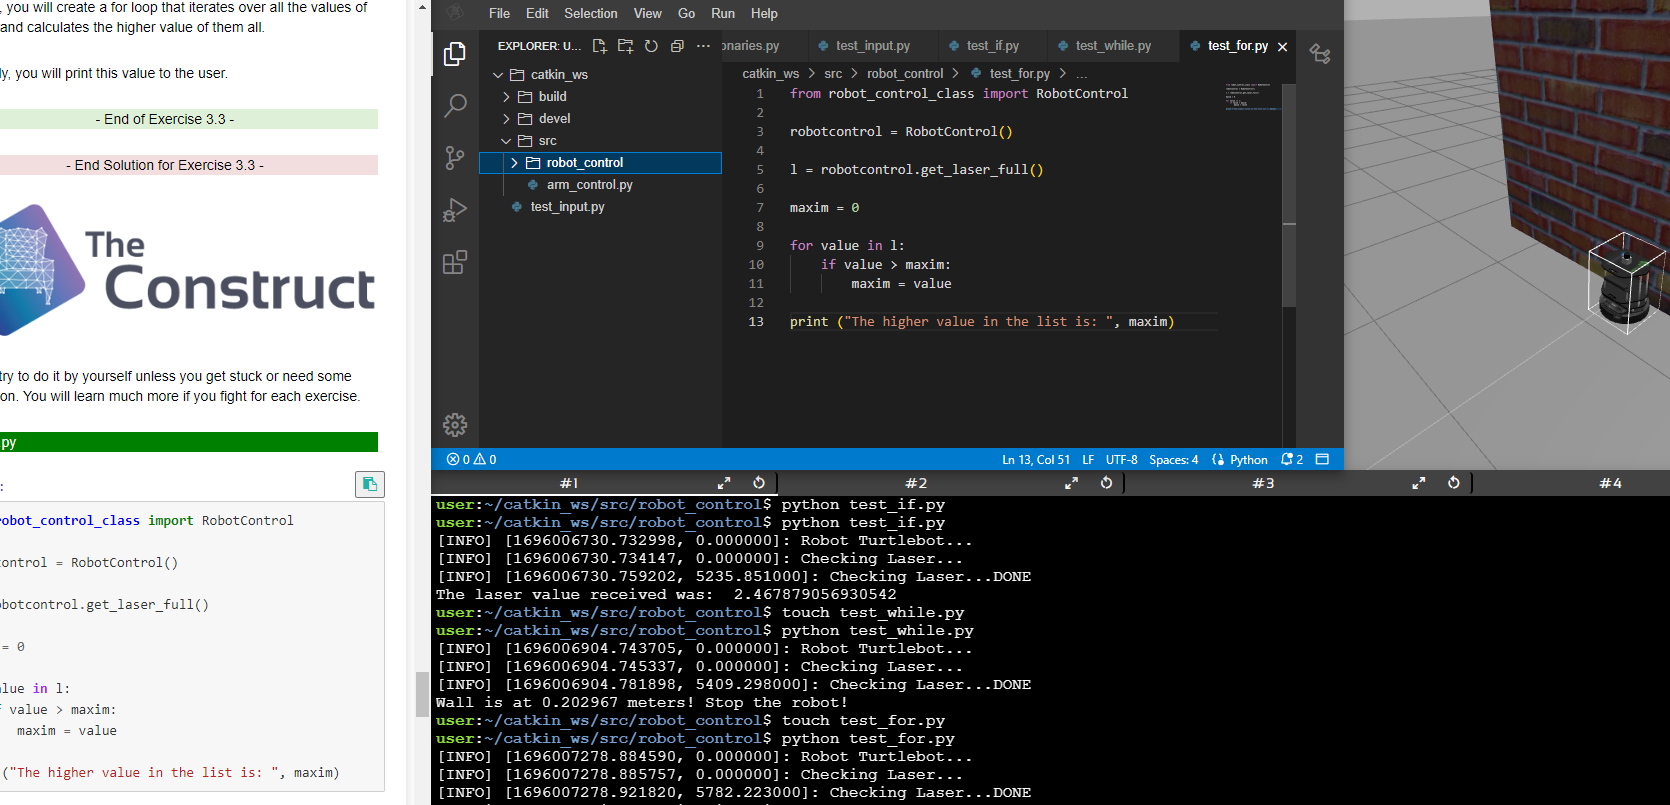 , you will create a for loop that iterates over all the values of
and calculates the higher value of them all.
ly, you will print this value to the user.
- End of Exercise 3.3 -
- End Solution for Exercise 3.3 -
The
Construct
try to do it by yourself unless you get stuck or need some
on. You will learn much more if you fight for each exercise.
py
:
robot_control_class import RobotControl
control = RobotControl()
obotcontrol.get_laser_full()
= 0
alue in l:
f value > maxim:
maxim = value
("The higher value in the list is: ", maxim)
File Edit Selection View Go Run Help
EXPLORER: U...
catkin_ws
build
devel
src
robot_control
arm_control.py
test_input.py
onaries.py test_input.py test_if.py test_while.py test_for.py
catkin_ws > src > robot_control > test_for.py > ...
1 from robot_control_class import RobotControl
2
3 robotcontrol = RobotControl()
4
5 l = robotcontrol.get_laser_full()
6
7 maxim = 0
8
9 for value in l:
10 if value > maxim:
11 maxim = value
12
13 print ("The higher value in the list is: ", maxim)
0 0 Ln 13, Col 51 LF UTF-8 Spaces: 4 Python 2
#1 #2 #3 #4
user:~/catkin_ws/src/robot_control$ python test_if.py
user:~/catkin_ws/src/robot_control$ python test_if.py
[INFO] [1696006730.732998, 0.000000]: Robot Turtlebot...
[INFO] [1696006730.734147, 0.000000]: Checking Laser...
[INFO] [1696006730.759202, 5235.851000]: Checking Laser...DONE
The laser value received was:  2.467879056930542
user:~/catkin_ws/src/robot_control$ touch test_while.py
user:~/catkin_ws/src/robot_control$ python test_while.py
[INFO] [1696006904.743705, 0.000000]: Robot Turtlebot...
[INFO] [1696006904.745337, 0.000000]: Checking Laser...
[INFO] [1696006904.781898, 5409.298000]: Checking Laser...DONE
Wall is at 0.202967 meters! Stop the robot!
user:~/catkin_ws/src/robot_control$ touch test_for.py
user:~/catkin_ws/src/robot_control$ python test_for.py
[INFO] [1696007278.884590, 0.000000]: Robot Turtlebot...
[INFO] [1696007278.885757, 0.000000]: Checking Laser...
[INFO] [1696007278.921820, 5782.223000]: Checking Laser...DONE